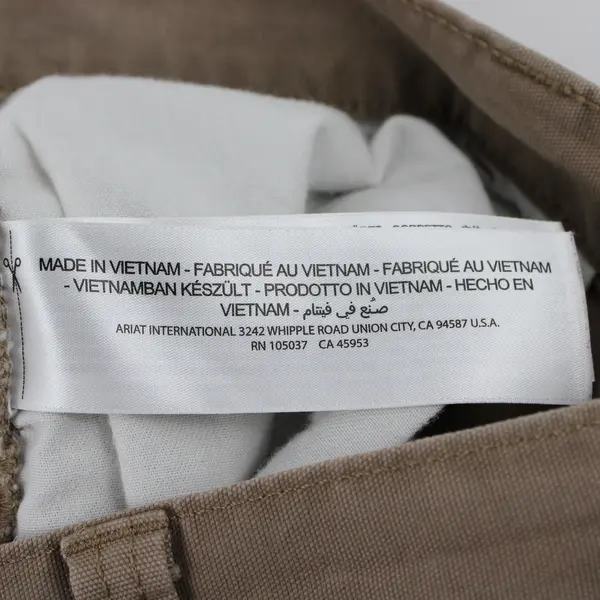 MADE IN VIETNAM - FABRIQUÉ AU VIETNAM - FABRIQUÉ AU VIETNAM
- VIETNAMBAN KÉSZÜLT - PRODOTTO IN VIETNAM - HECHO EN
VIETNAM - صُنع في فيتنام
ARIAT INTERNATIONAL 3242 WHIPPLE ROAD UNION CITY, CA 94587 U.S.A.
RN 105037 CA 45953